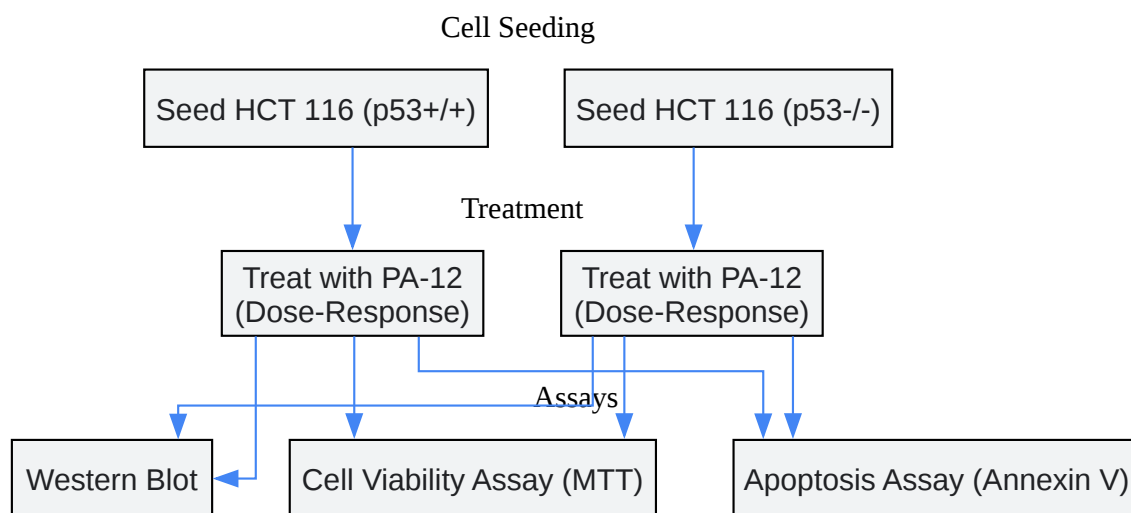 Cell Seeding
Seed HCT 116 (p53+/+)
Seed HCT 116 (p53-/-)
Treatment
Treat with PA-12
(Dose-Response)
Treat with PA-12
(Dose-Response)
Assays
Western Blot
Cell Viability Assay (MTT)
Apoptosis Assay (Annexin V)